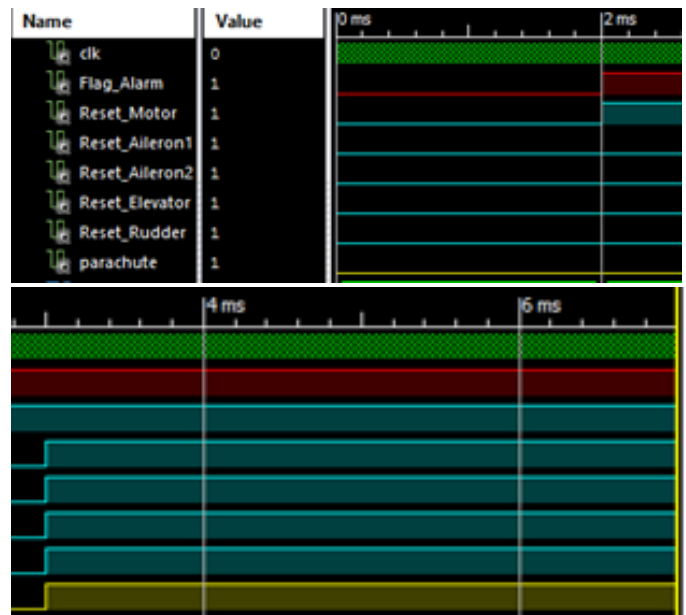 Name Value 0 ms 2 ms
clk 0
Flag_Alarm 1
Reset_Motor 1
Reset_Aileron1 1
Reset_Aileron2 1
Reset_Elevator 1
Reset_Rudder 1
parachute 1
4 ms 6 ms